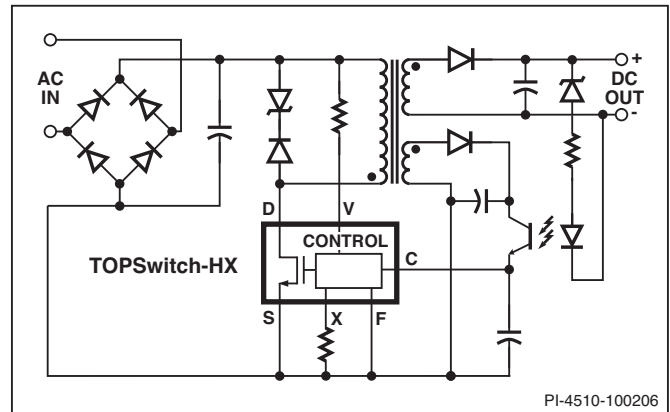 AC
IN
+
DC
OUT
-
D
V
CONTROL
C
TOPSwitch-HX
S
X
F
PI-4510-100206